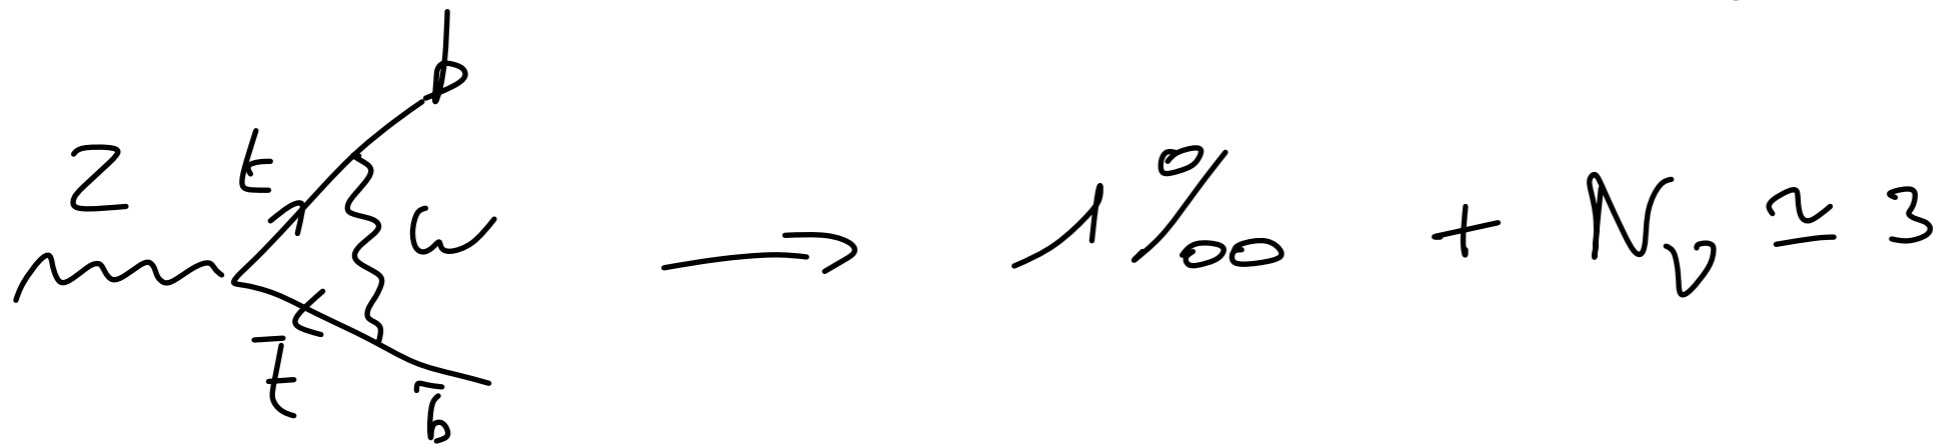 b
Z t W → 1‰ + N_ν ≃ 3
t̄
b̄